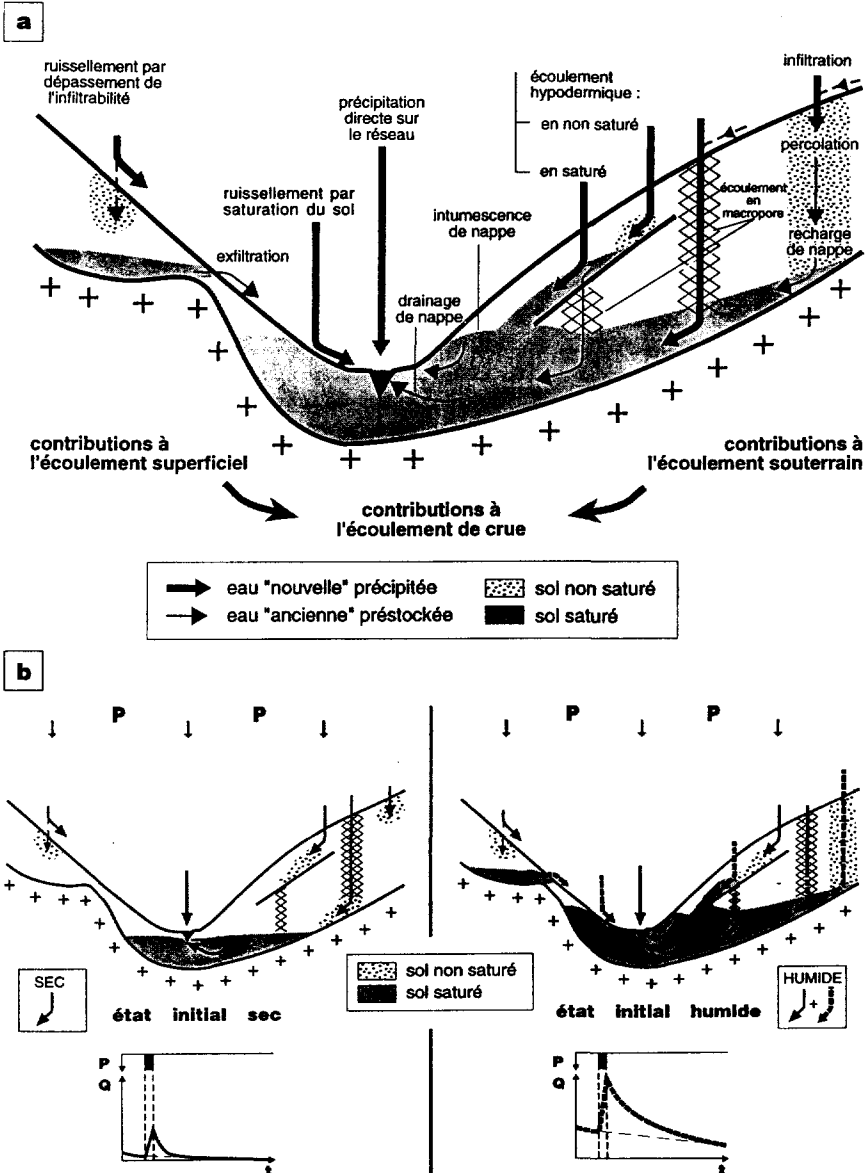 a
ruissellement par
dépassement de
l'infiltrabilité
précipitation
directe sur
le réseau
écoulement
hypodermique :
en non saturé
en saturé
infiltration
percolation
écoulement
en
macropore
recharge
de nappe
ruissellement par
saturation du sol
intumescence
de nappe
exfiltration
drainage
de nappe
contributions à
l'écoulement superficiel
contributions à
l'écoulement souterrain
contributions à
l'écoulement de crue
eau "nouvelle" précipitée
sol non saturé
eau "ancienne" préstockée
sol saturé
b
P P
P P
sol non saturé
sol saturé
SEC
état initial sec
HUMIDE
+
état initial humide
P
Q
t
P
Q
t